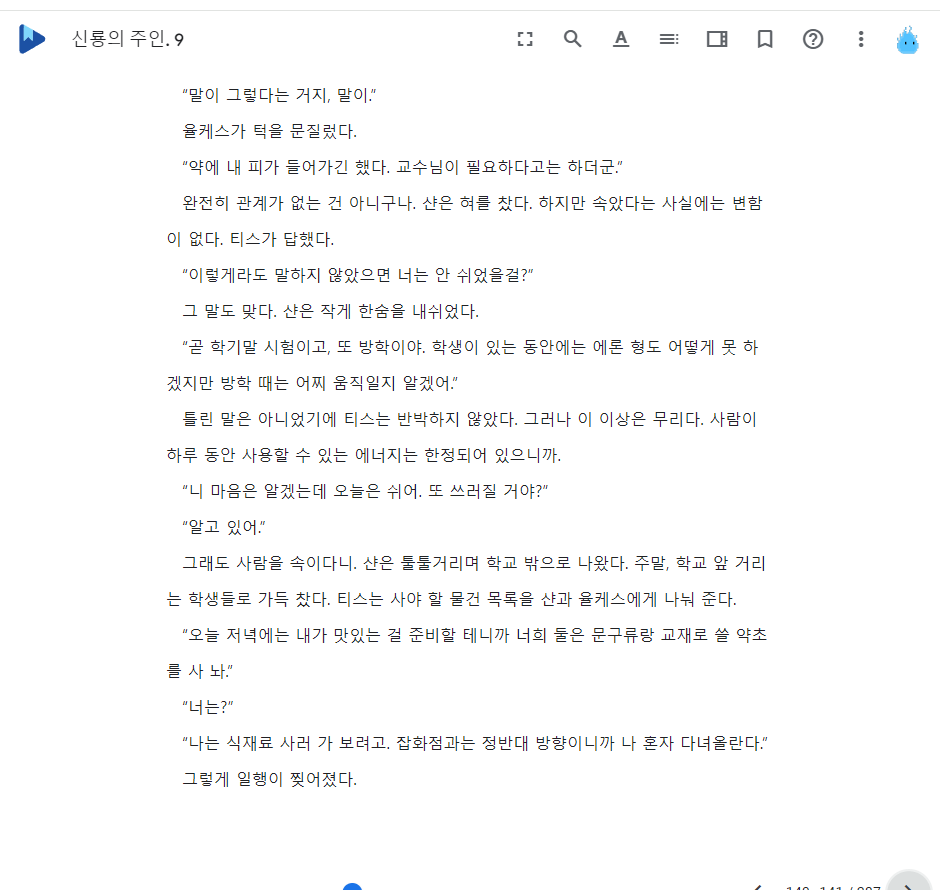 신룡의 주인. 9
“말이 그렇다는 거지, 말이.”
율케스가 턱을 문질렀다.
“약에 내 피가 들어가긴 했다. 교수님이 필요하다고는 하더군.”
완전히 관계가 없는 건 아니구나. 샨은 혀를 찼다. 하지만 속았다는 사실에는 변함
이 없다. 티스가 답했다.
“이렇게라도 말하지 않았으면 너는 안 쉬었을걸?”
그 말도 맞다. 샨은 작게 한숨을 내쉬었다.
“곧 학기말 시험이고, 또 방학이야. 학생이 있는 동안에는 에론 형도 어떻게 못 하
겠지만 방학 때는 어찌 움직일지 알겠어.”
틀린 말은 아니었기에 티스는 반박하지 않았다. 그러나 이 이상은 무리다. 사람이
하루 동안 사용할 수 있는 에너지는 한정되어 있으니까.
“니 마음은 알겠는데 오늘은 쉬어. 또 쓰러질 거야?”
“알고 있어.”
그래도 사람을 속이다니. 샨은 툴툴거리며 학교 밖으로 나왔다. 주말, 학교 앞 거리
는 학생들로 가득 찼다. 티스는 사야 할 물건 목록을 샨과 율케스에게 나눠 준다.
“오늘 저녁에는 내가 맛있는 걸 준비할 테니까 너희 둘은 문구류랑 교재로 쓸 약초
를 사 놔.”
“너는?”
“나는 식재료 사러 가 보려고. 잡화점과는 정반대 방향이니까 나 혼자 다녀올란다.”
그렇게 일행이 찢어졌다.